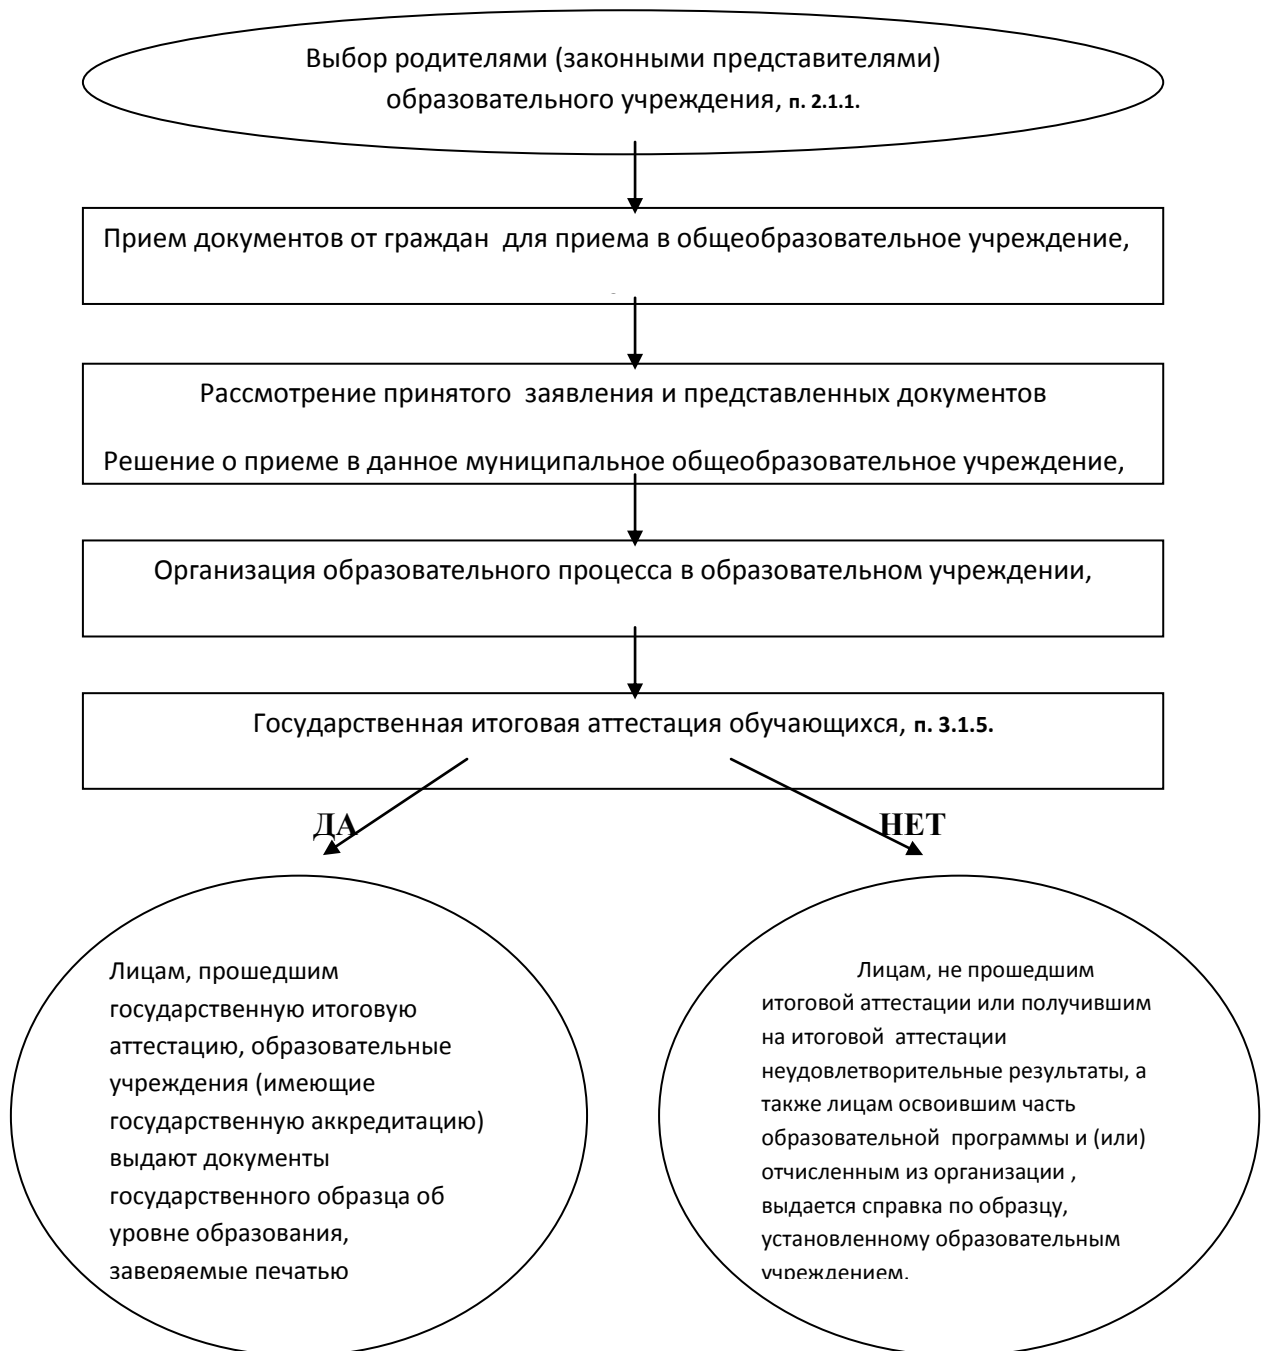 Выбор родителями (законными представителями)
образовательного учреждения, п. 2.1.1.
Прием документов от граждан для приема в общеобразовательное учреждение,
Рассмотрение принятого заявления и представленных документов
Решение о приеме в данное муниципальное общеобразовательное учреждение,
Организация образовательного процесса в образовательном учреждении,
Государственная итоговая аттестация обучающихся, п. 3.1.5.
ДА
НЕТ
Лицам, прошедшим
государственную итоговую
аттестацию, образовательные
учреждения (имеющие
государственную аккредитацию)
выдают документы
государственного образца об
уровне образования,
заверяемые печатью
Лицам, не прошедшим
итоговой аттестации или получившим
на итоговой аттестации
неудовлетворительные результаты, а
также лицам освоившим часть
образовательной программы и (или)
отчисленным из организации ,
выдается справка по образцу,
установленному образовательным
учреждением.